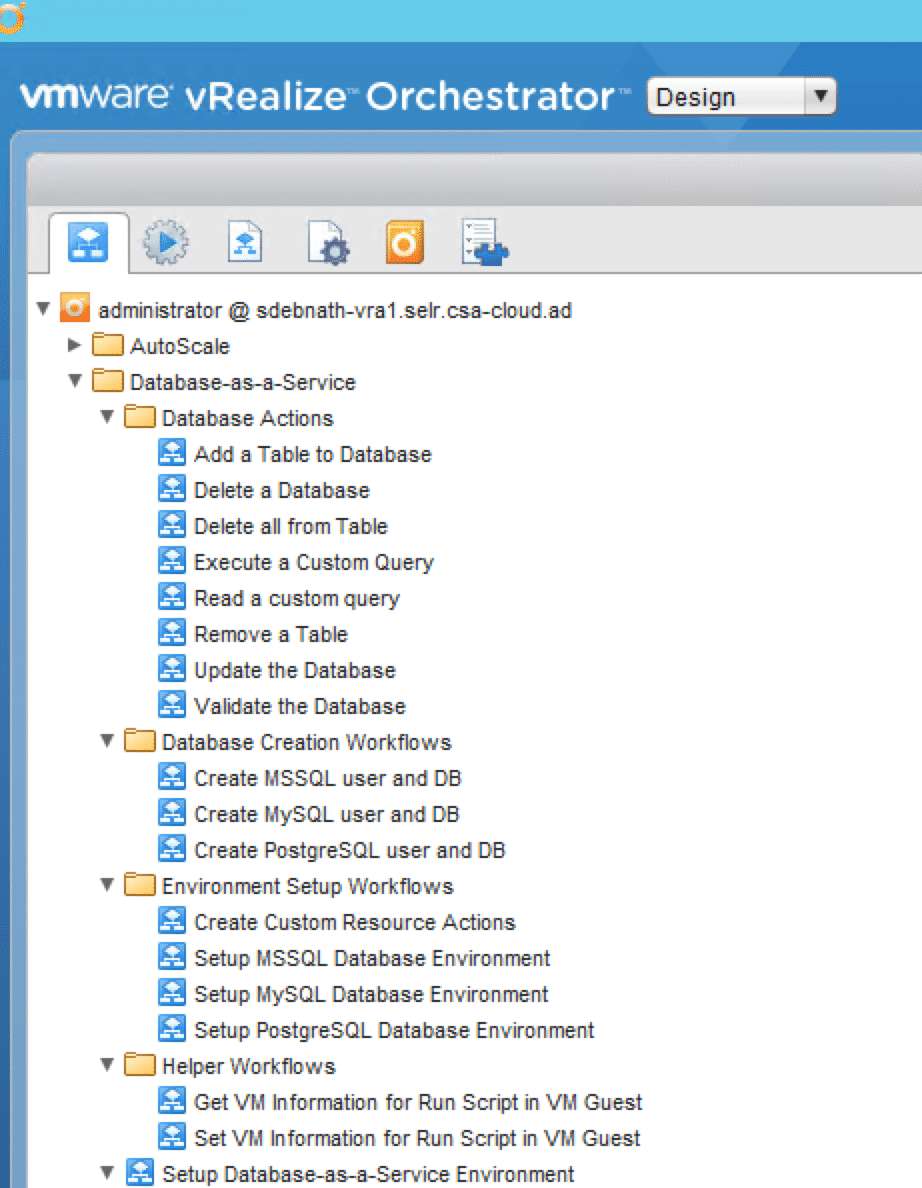 vmware® vRealize™ Orchestrator™ Design
administrator @ sdebnath-vra1.selr.csa-cloud.ad
AutoScale
Database-as-a-Service
Database Actions
Add a Table to Database
Delete a Database
Delete all from Table
Execute a Custom Query
Read a custom query
Remove a Table
Update the Database
Validate the Database
Database Creation Workflows
Create MSSQL user and DB
Create MySQL user and DB
Create PostgreSQL user and DB
Environment Setup Workflows
Create Custom Resource Actions
Setup MSSQL Database Environment
Setup MySQL Database Environment
Setup PostgreSQL Database Environment
Helper Workflows
Get VM Information for Run Script in VM Guest
Set VM Information for Run Script in VM Guest
Setup Database-as-a-Service Environment